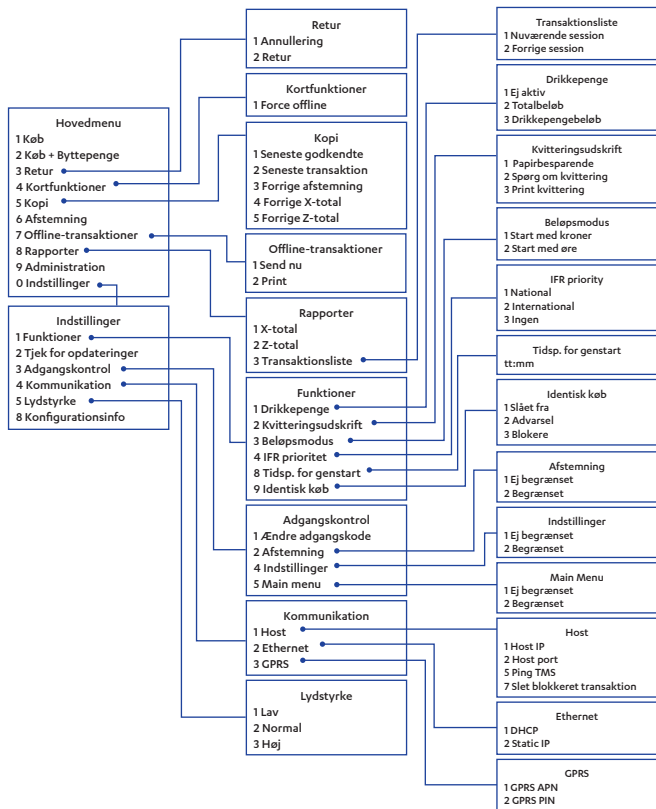 Hovedmenu
1 Køb
2 Køb + Byttepenge
3 Retur
4 Kortfunktioner
5 Kopi
6 Afstemning
7 Offline-transaktioner
8 Rapporter
9 Administration
0 Indstillinger
Indstillinger
1 Funktioner
2 Tjek for opdateringer
3 Adgangskontrol
4 Kommunikation
5 Lydstyrke
8 Konfigurationsinfo
Retur
1 Annullering
2 Retur
Kortfunktioner
1 Force offline
Kopi
1 Seneste godkendte
2 Seneste transaktion
3 Forrige afstemning
4 Forrige X-total
5 Forrige Z-total
Offline-transaktioner
1 Send nu
2 Print
Rapporter
1 X-total
2 Z-total
3 Transaktionsliste
Funktioner
1 Drikkepenge
2 Kvitteringsudskrift
3 Beløpsmodus
4 IFR prioritet
8 Tidsp. for genstart
9 Identisk køb
Adgangskontrol
1 Ændre adgangskode
2 Afstemning
4 Indstillinger
5 Main menu
Kommunikation
1 Host
2 Ethernet
3 GPRS
Lydstyrke
1 Lav
2 Normal
3 Høj
Transaktionsliste
1 Nuværende session
2 Forrige session
Drikkepenge
1 Ej aktiv
2 Totalbeløb
3 Drikkepengebeløb
Kvitteringsudskrift
1 Papirbesparende
2 Spørg om kvittering
3 Print kvittering
Beløpsmodus
1 Start med kroner
2 Start med øre
IFR priority
1 National
2 International
3 Ingen
Tidsp. for genstart
tt:mm
Identisk køb
1 Slået fra
2 Advarsel
3 Blokere
Afstemning
1 Ej begrænset
2 Begrænset
Indstillinger
1 Ej begrænset
2 Begrænset
Main Menu
1 Ej begrænset
2 Begrænset
Host
1 Host IP
2 Host port
5 Ping TMS
7 Slet blokkeret transaktion
Ethernet
1 DHCP
2 Static IP
GPRS
1 GPRS APN
2 GPRS PIN